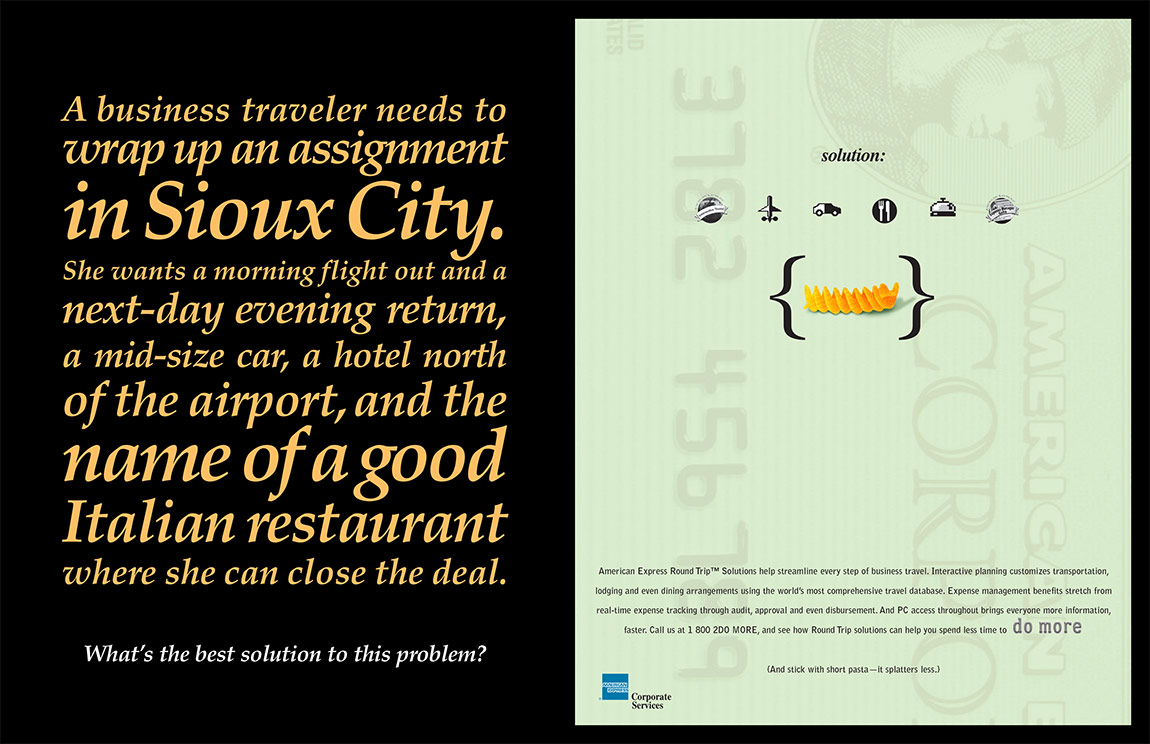 A business traveler needs to
wrap up an assignment
in Sioux City.
She wants a morning flight out and a
next-day evening return,
a mid-size car, a hotel north
of the airport, and the
name of a good
Italian restaurant
where she can close the deal.
What's the best solution to this problem?
solution:
3782 456789
AMERICAN E
CORPO
American Express Round Trip™ Solutions help streamline every step of business travel. Interactive planning customizes transportation,
lodging and even dining arrangements using the world's most comprehensive travel database. Expense management benefits stretch from
real-time expense tracking through audit, approval and even disbursement. And PC access throughout brings everyone more information,
faster. Call us at 1 800 2DO MORE, and see how Round Trip solutions can help you spend less time to do more
(And stick with short pasta—it splatters less.)
AMERICAN
EXPRESS
Corporate
Services